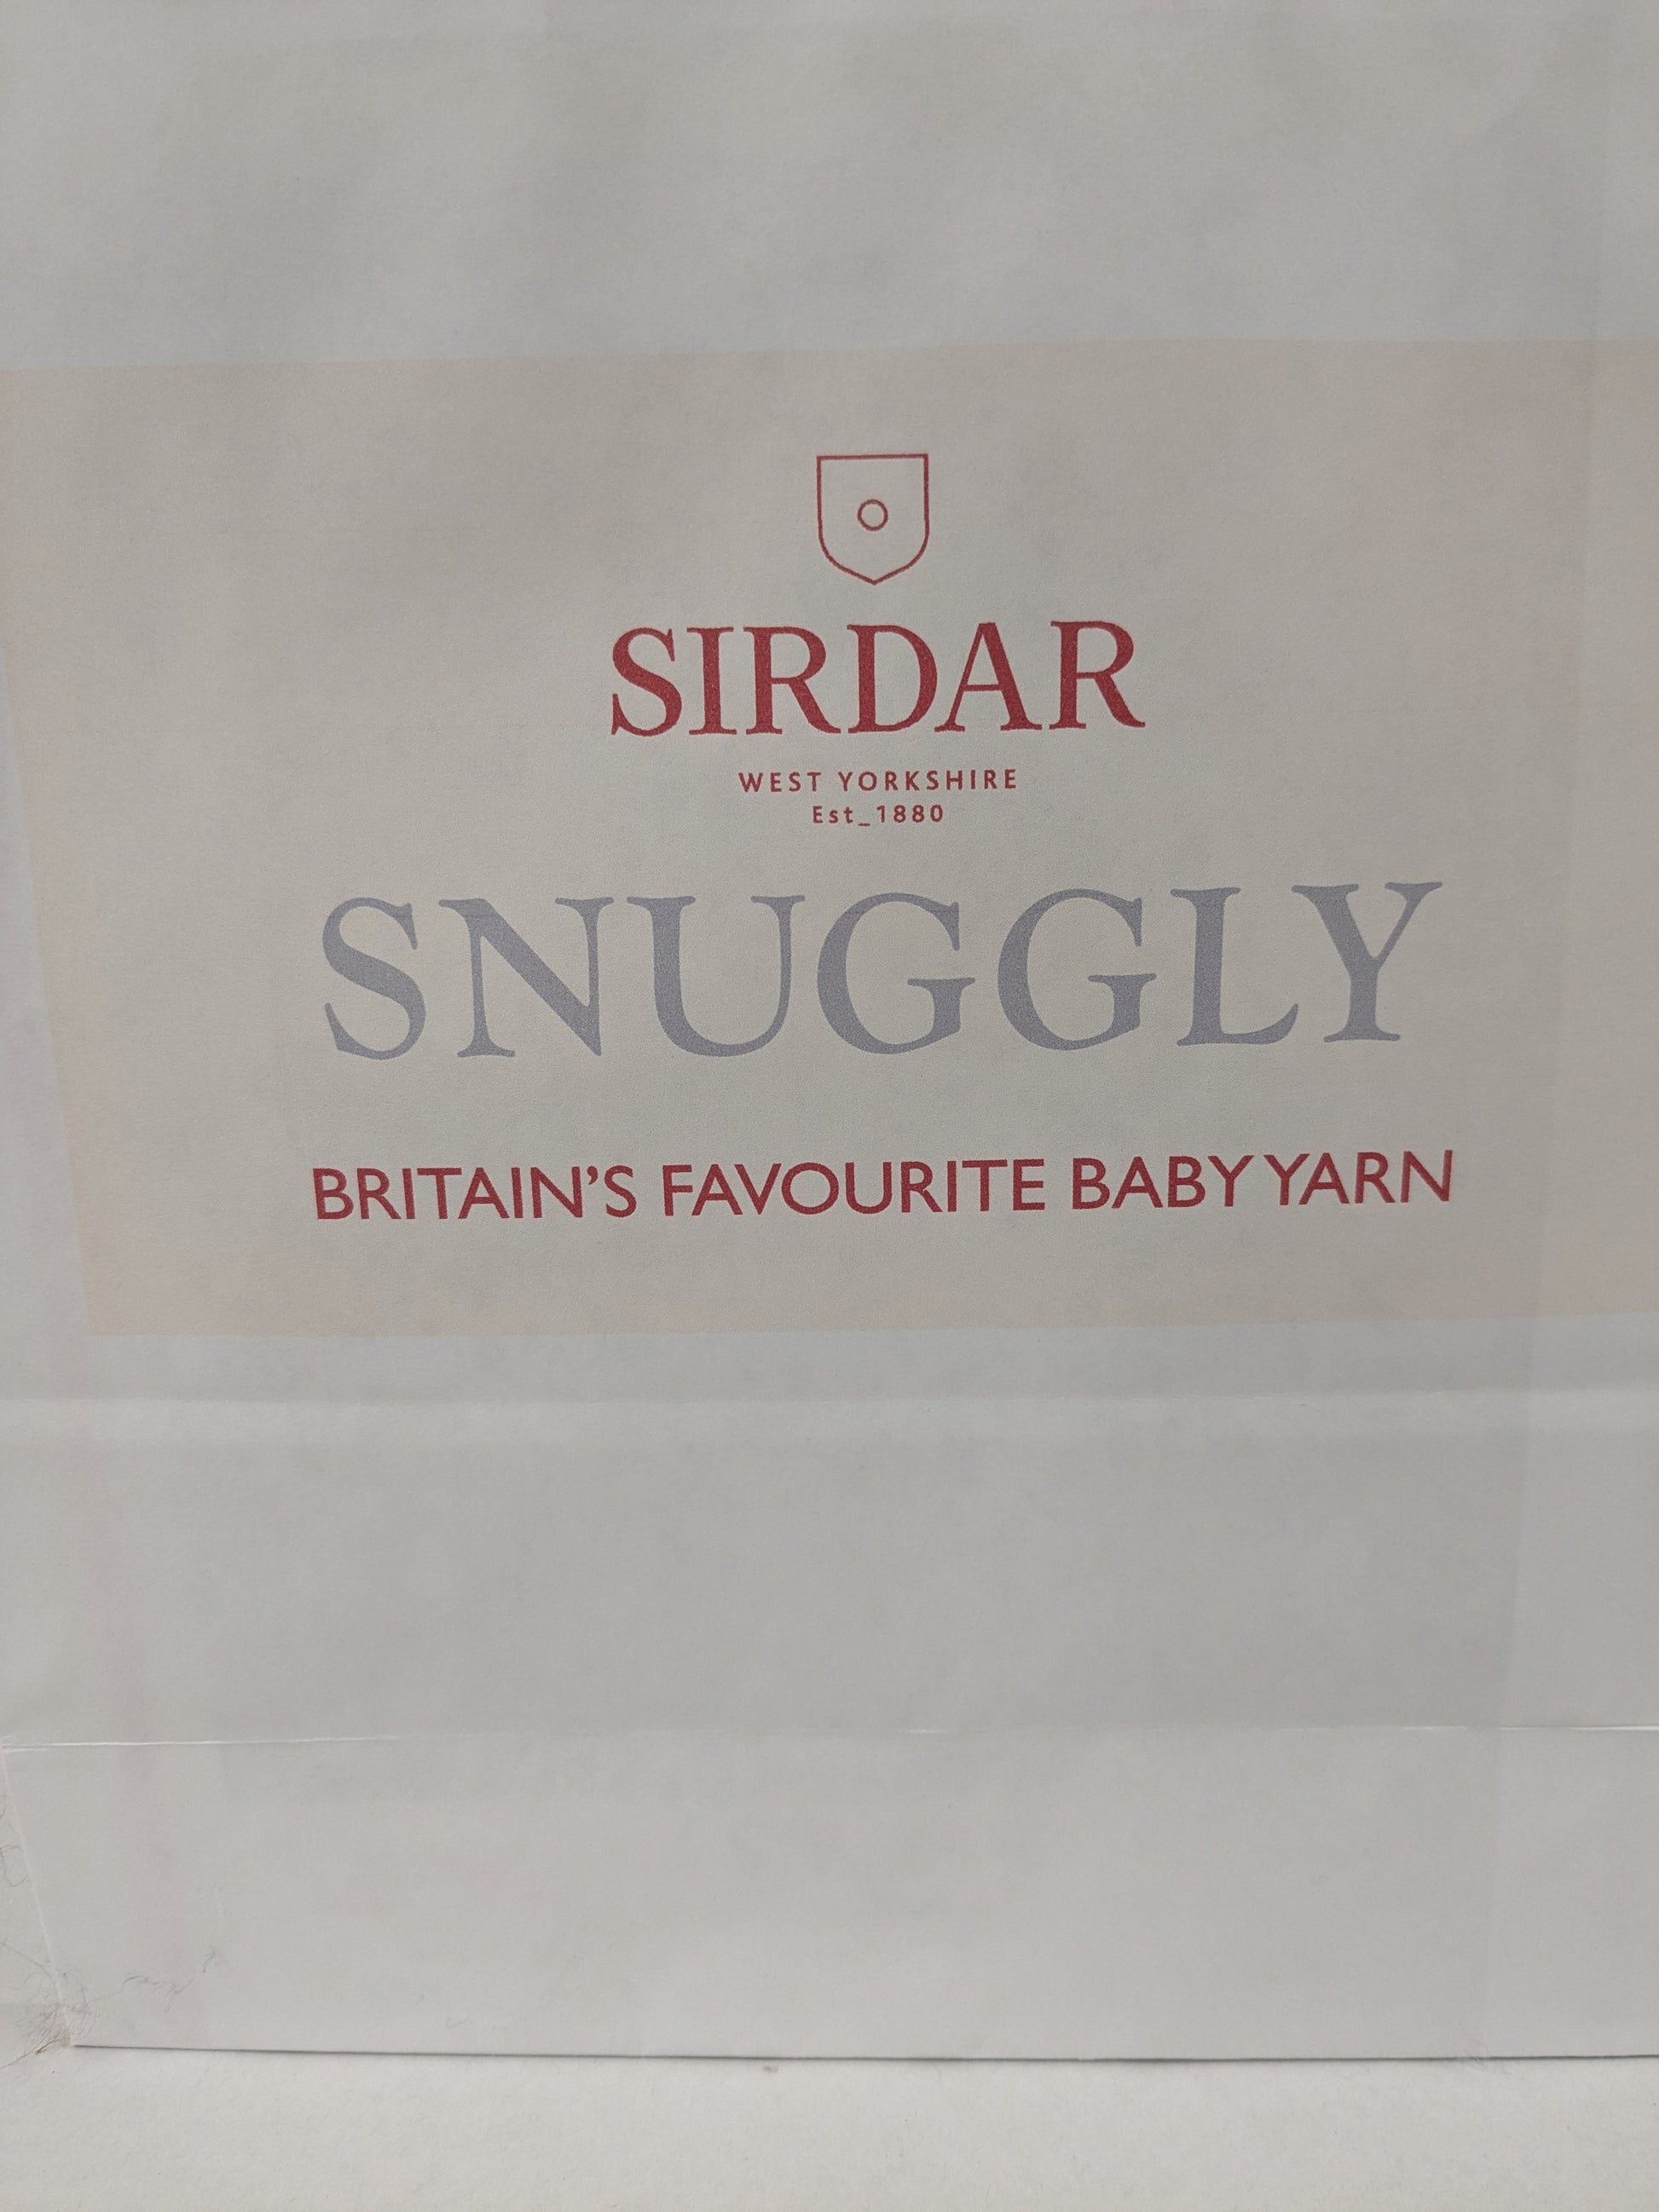 SIRDAR
WEST YORKSHIRE
Est_1880
SNUGGLY
BRITAIN’S FAVOURITE BABY YARN